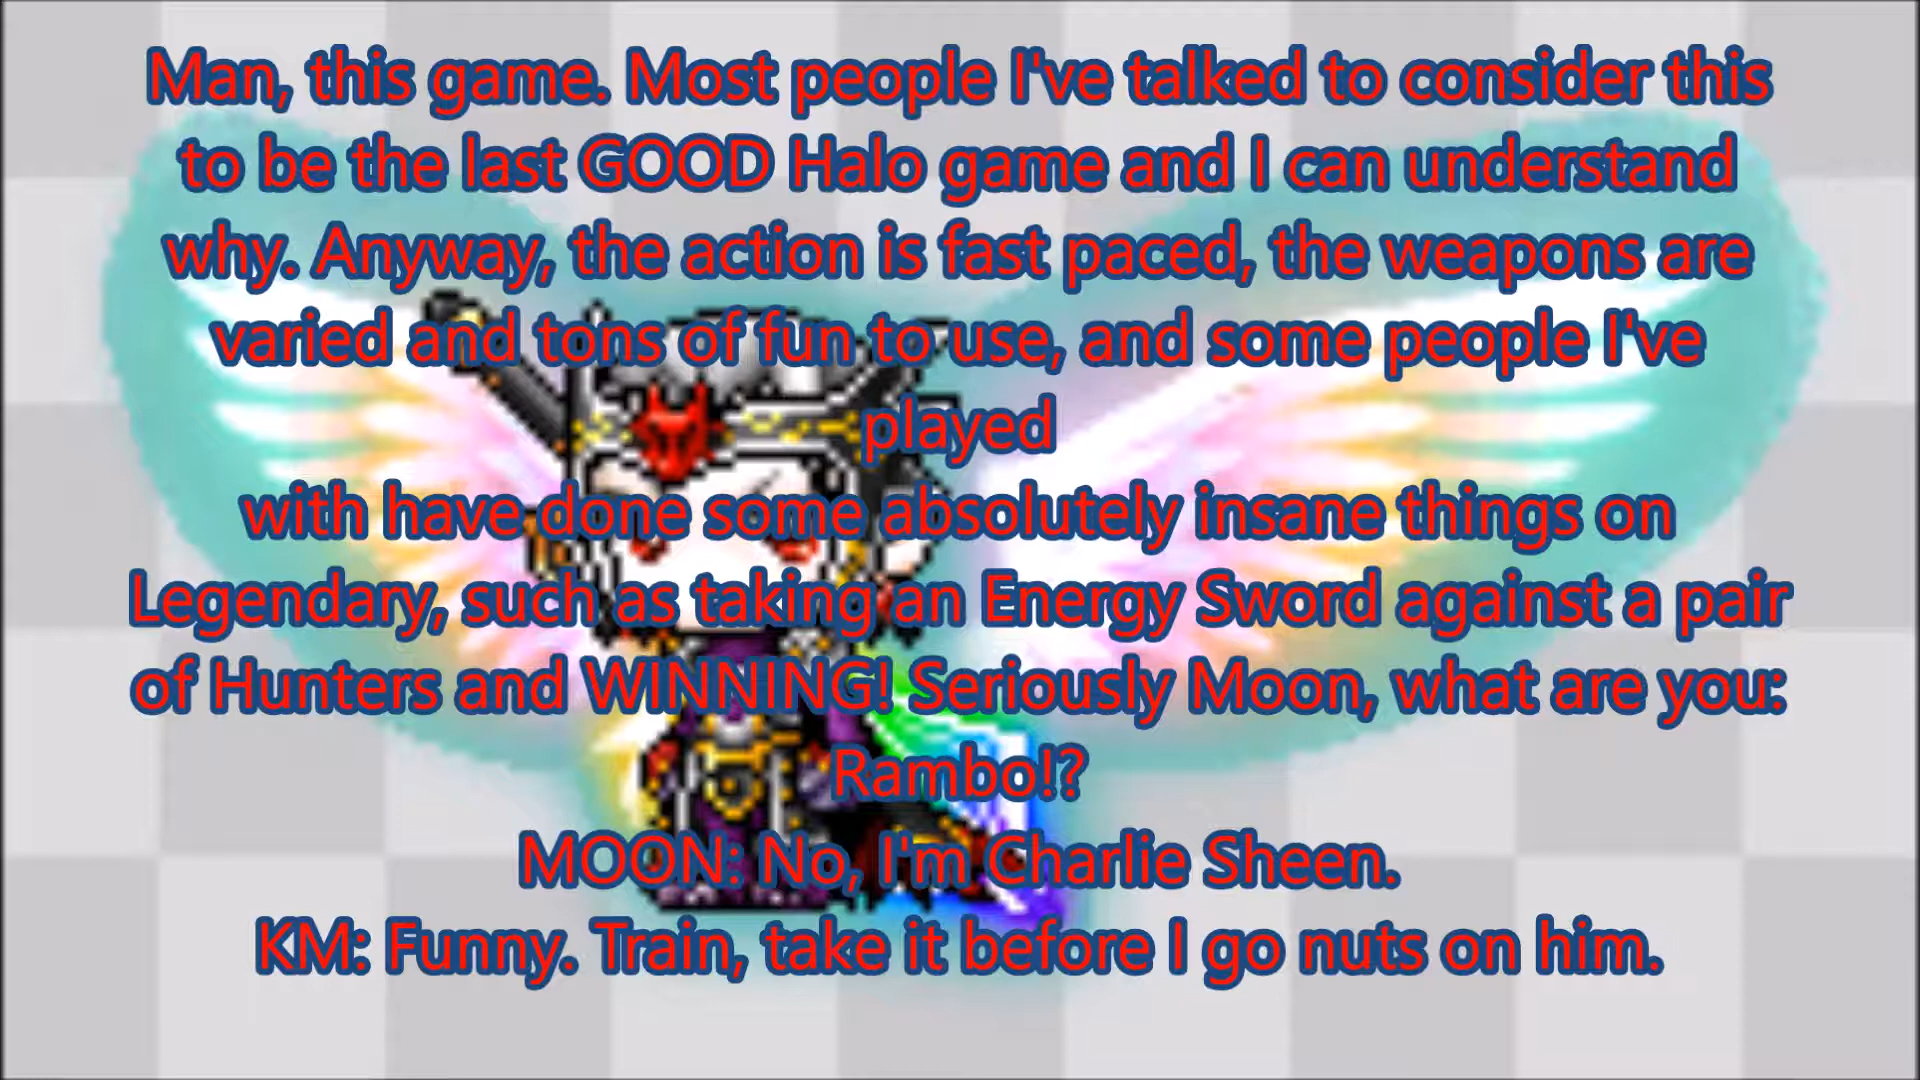 Man, this game. Most people I've talked to consider this
to be the last GOOD Halo game and I can understand
why. Anyway, the action is fast paced, the weapons are
varied and tons of fun to use, and some people I've
played
with have done some absolutely insane things on
Legendary, such as taking an Energy Sword against a pair
of Hunters and WINNING! Seriously Moon, what are you:
Rambo!?
MOON: No, I'm Charlie Sheen.
KM: Funny. Train, take it before I go nuts on him.